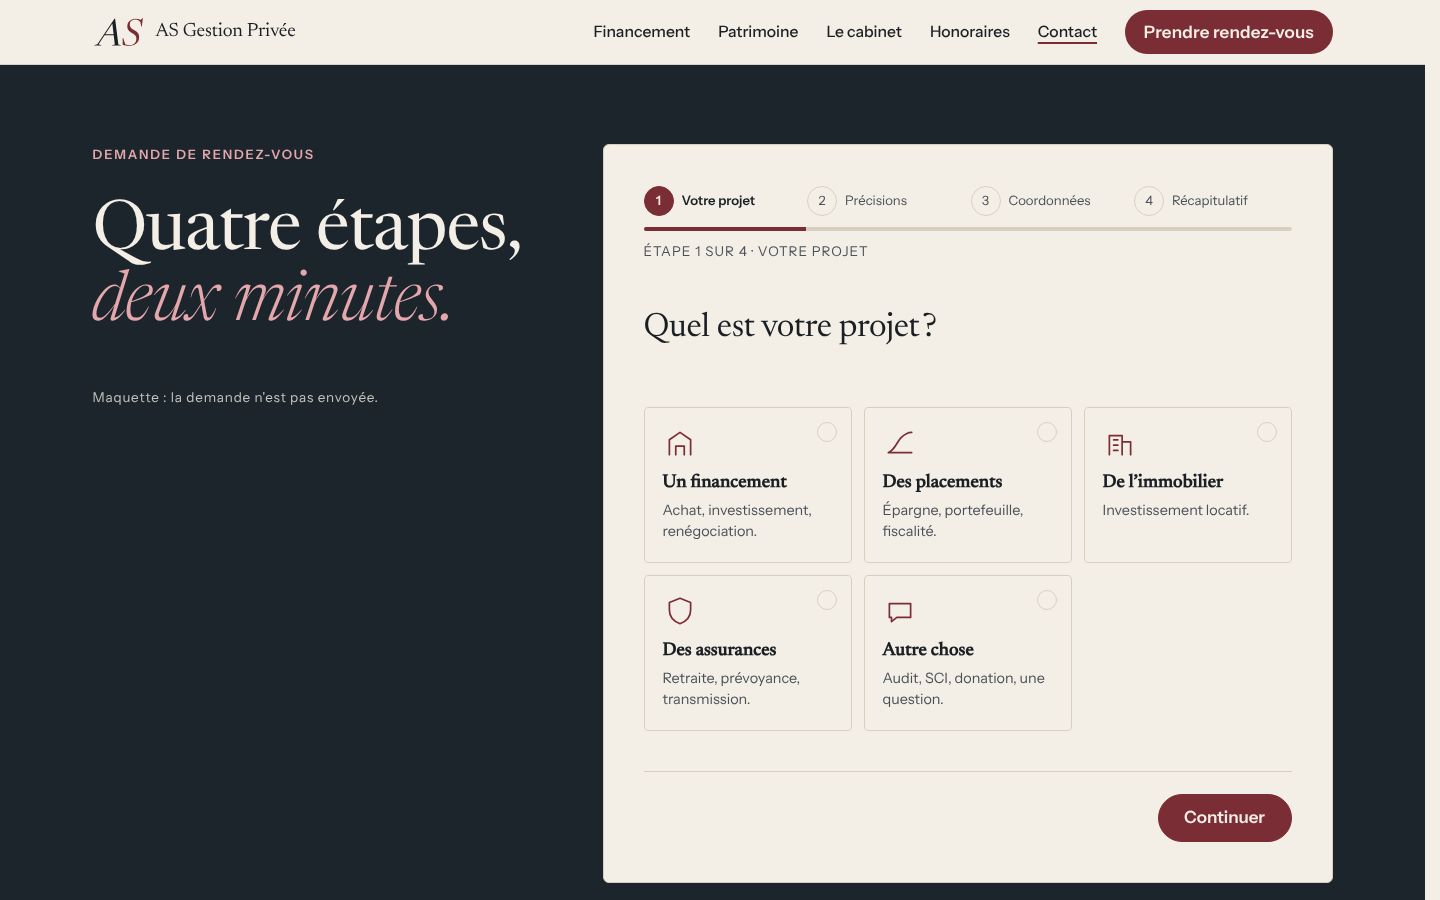 AS AS Gestion Privée
Financement
Patrimoine
Le cabinet
Honoraires
Contact
Prendre rendez-vous
DEMANDE DE RENDEZ-VOUS
Quatre étapes,
deux minutes.
Maquette : la demande n’est pas envoyée.
1 Votre projet
2 Précisions
3 Coordonnées
4 Récapitulatif
ÉTAPE 1 SUR 4 · VOTRE PROJET
Quel est votre projet ?
Un financement
Achat, investissement,
renégociation.
Des placements
Épargne, portefeuille,
fiscalité.
De l’immobilier
Investissement locatif.
Des assurances
Retraite, prévoyance,
transmission.
Autre chose
Audit, SCI, donation, une
question.
Continuer